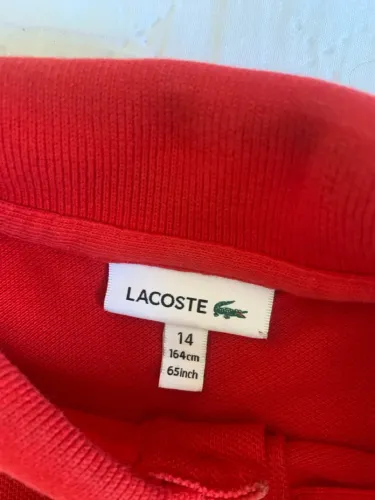 LACOSTE
14
164cm
65inch